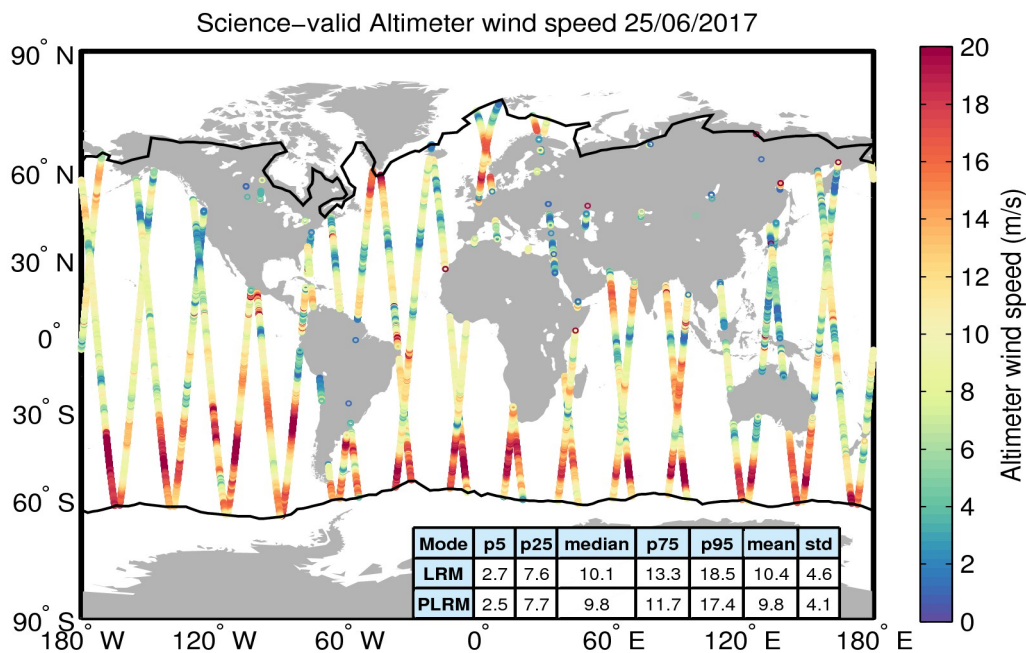 Science−valid Altimeter wind speed 25/06/2017
90° N
60° N
30° N
0°
30° S
60° S
90° S
180° W
120° W
60° W
0°
60° E
120° E
180° E
Mode p5 p25 median p75 p95 mean std
LRM 2.7 7.6 10.1 13.3 18.5 10.4 4.6
PLRM 2.5 7.7 9.8 11.7 17.4 9.8 4.1
20
18
16
14
12
10
8
6
4
2
0
Altimeter wind speed (m/s)